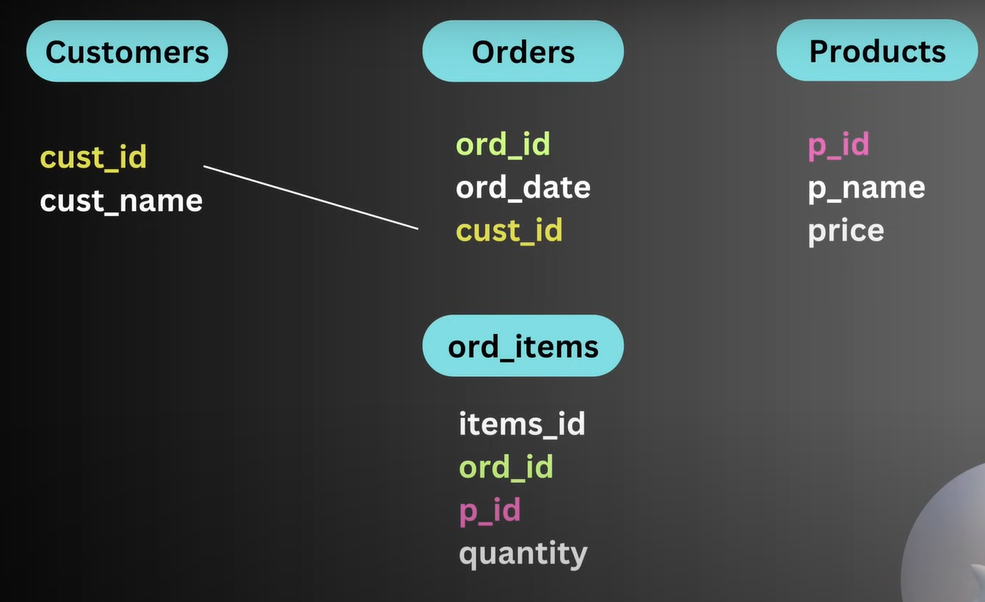 Customers
cust_id
cust_name
Orders
ord_id
ord_date
cust_id
Products
p_id
p_name
price
ord_items
items_id
ord_id
p_id
quantity